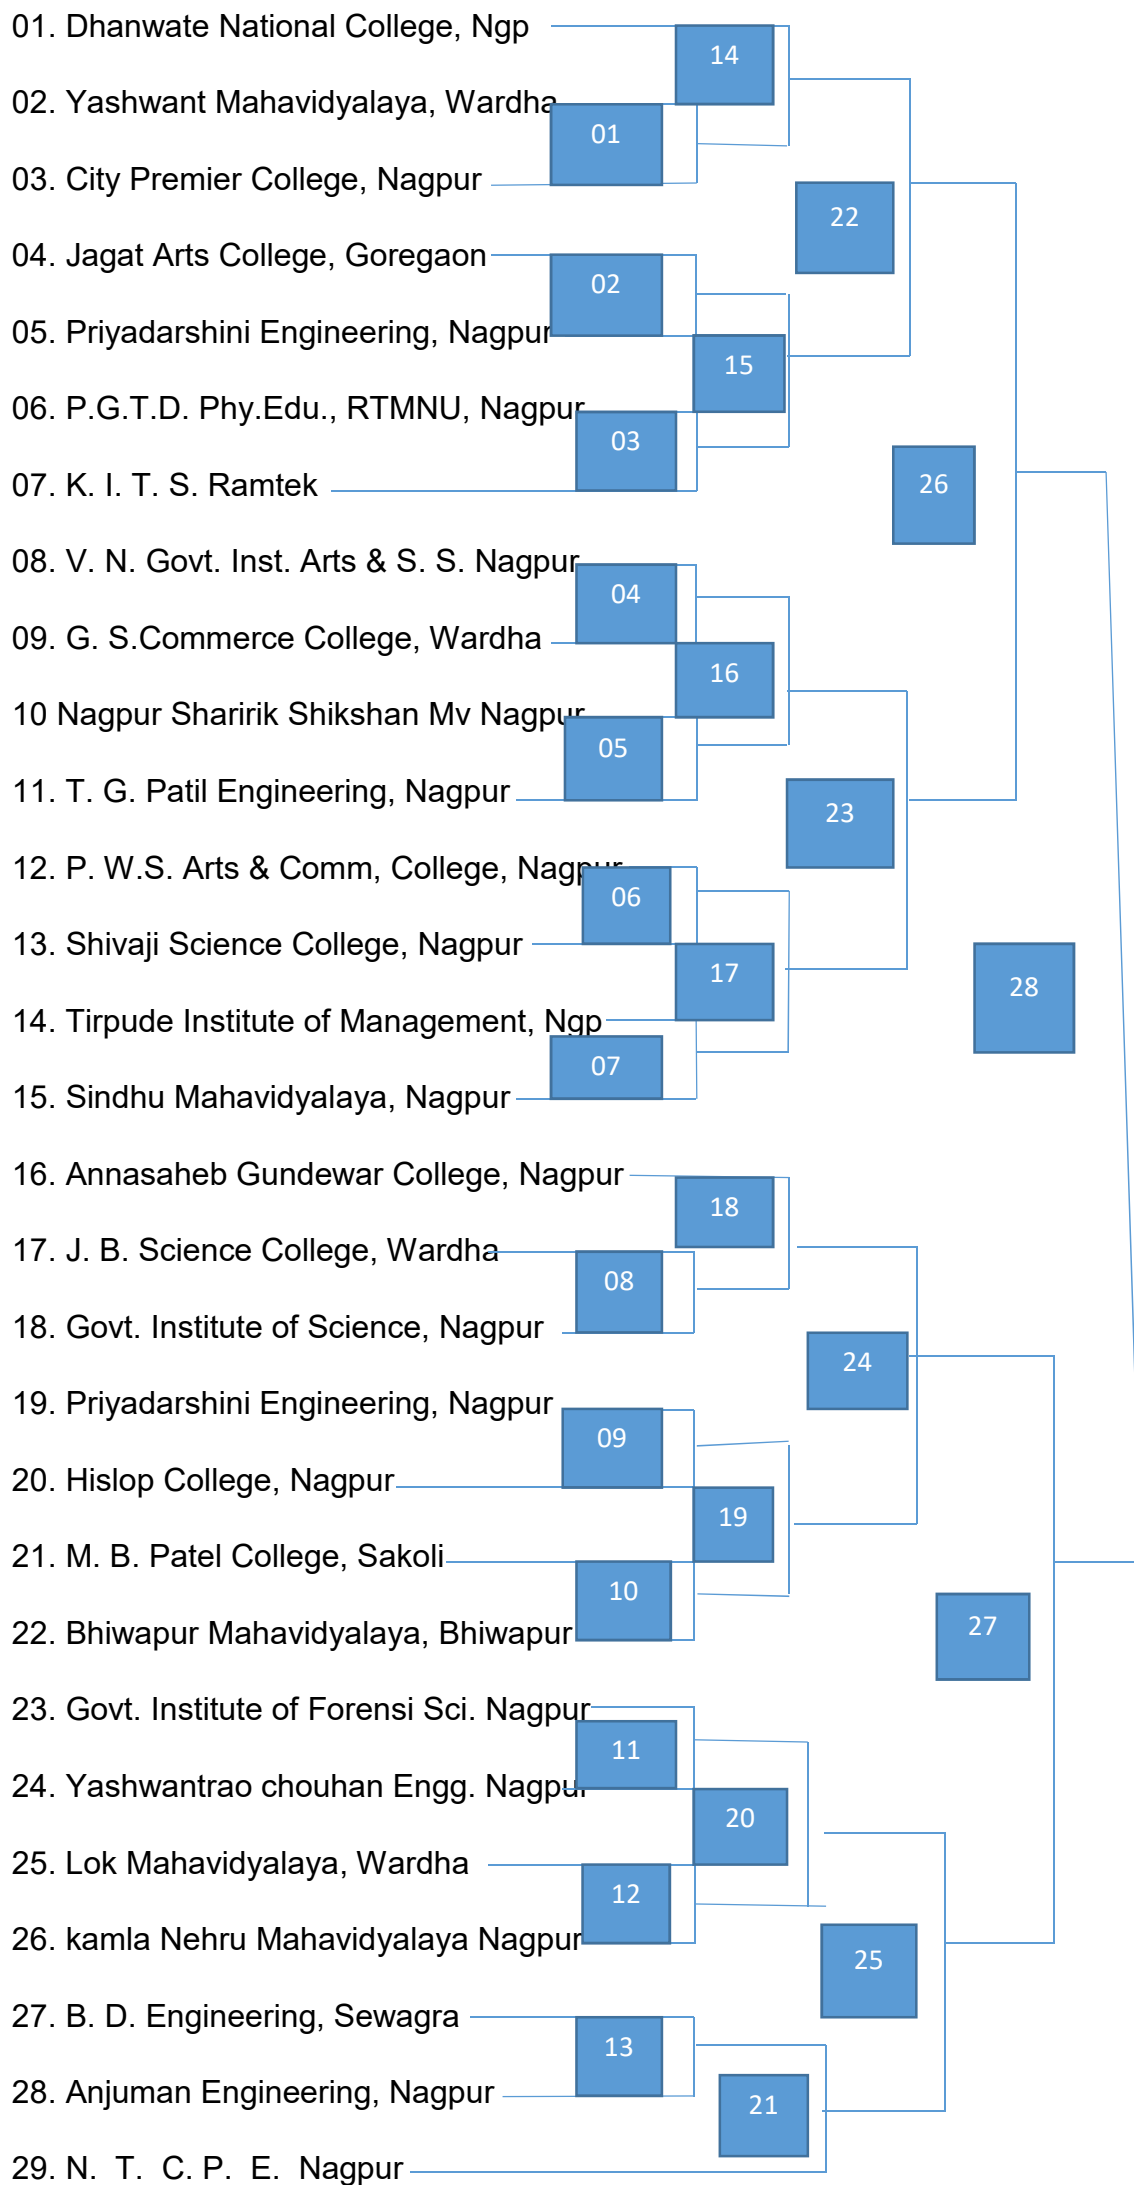 01. Dhanwate National College, Ngp
14
02. Yashwant Mahavidyalaya, Wardha
01
03. City Premier College, Nagpur
22
04. Jagat Arts College, Goregaon
02
05. Priyadarshini Engineering, Nagpur
15
06. P.G.T.D. Phy.Edu., RTMNU, Nagpur
03
07. K. I. T. S. Ramtek
26
08. V. N. Govt. Inst. Arts & S. S. Nagpur
04
09. G. S.Commerce College, Wardha
16
10 Nagpur Sharirik Shikshan Mv Nagpur
05
11. T. G. Patil Engineering, Nagpur
23
12. P. W.S. Arts & Comm, College, Nagpur
06
13. Shivaji Science College, Nagpur
17
28
14. Tirpude Institute of Management, Ngp
07
15. Sindhu Mahavidyalaya, Nagpur
16. Annasaheb Gundewar College, Nagpur
18
17. J. B. Science College, Wardha
08
18. Govt. Institute of Science, Nagpur
24
19. Priyadarshini Engineering, Nagpur
09
20. Hislop College, Nagpur
19
21. M. B. Patel College, Sakoli
10
22. Bhiwapur Mahavidyalaya, Bhiwapur
27
23. Govt. Institute of Forensi Sci. Nagpur
11
24. Yashwantrao chouhan Engg. Nagpur
20
25. Lok Mahavidyalaya, Wardha
12
26. kamla Nehru Mahavidyalaya Nagpur
25
27. B. D. Engineering, Sewagra
13
28. Anjuman Engineering, Nagpur
21
29. N. T. C. P. E. Nagpur